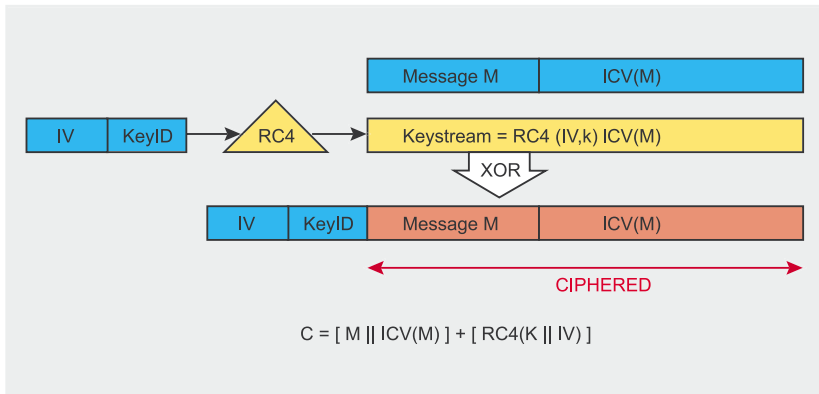 Message M ICV(M)
IV KeyID RC4 Keystream = RC4 (IV,k) ICV(M)
XOR
IV KeyID Message M ICV(M)
CIPHERED
C = [ M || ICV(M) ] + [ RC4(K || IV) ]